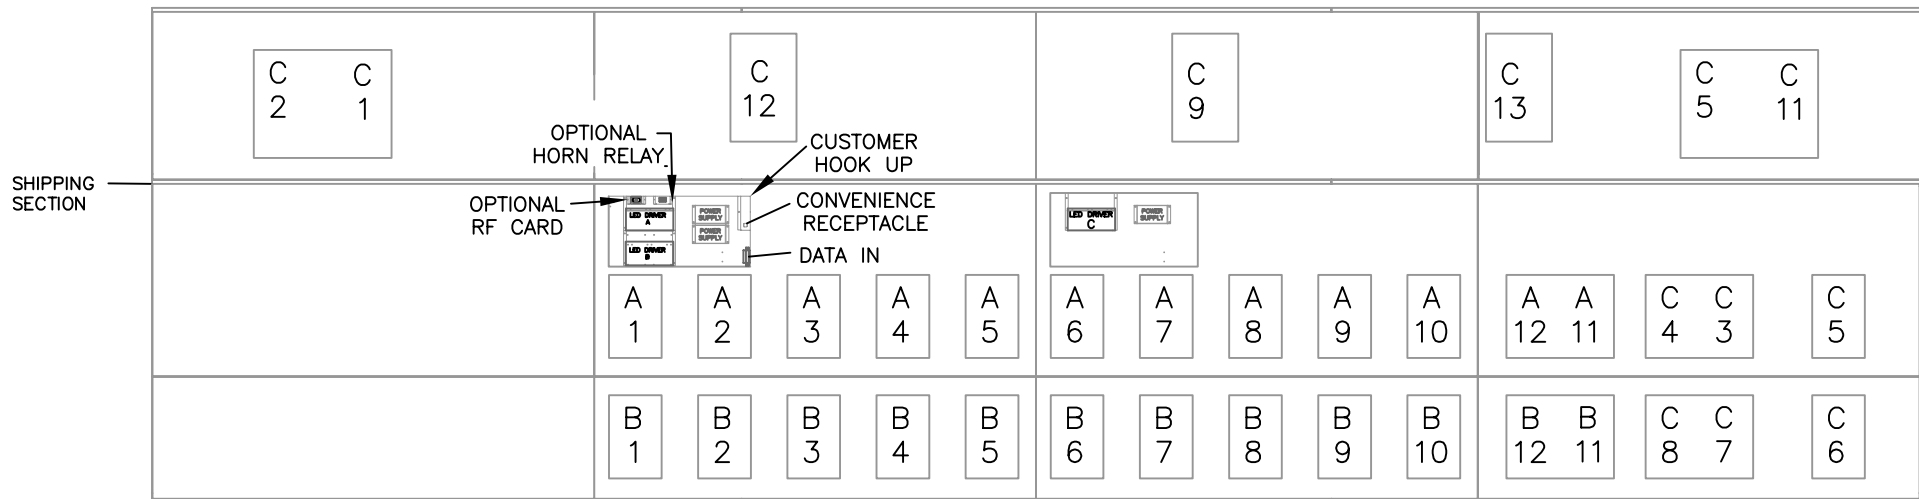 C C
2 1
C
12
C
9
C
13
C C
5 11
OPTIONAL
HORN RELAY
CUSTOMER
HOOK UP
SHIPPING
SECTION
OPTIONAL
RF CARD
CONVENIENCE
RECEPTACLE
DATA IN
LED DRIVER
A
LED DRIVER
B
POWER
SUPPLY
POWER
SUPPLY
LED DRIVER
C
POWER
SUPPLY
A A A A A A A A A A A A C C C
1 2 3 4 5 6 7 8 9 10 12 11 4 3 5
B B B B B B B B B B B B C C C
1 2 3 4 5 6 7 8 9 10 12 11 8 7 6